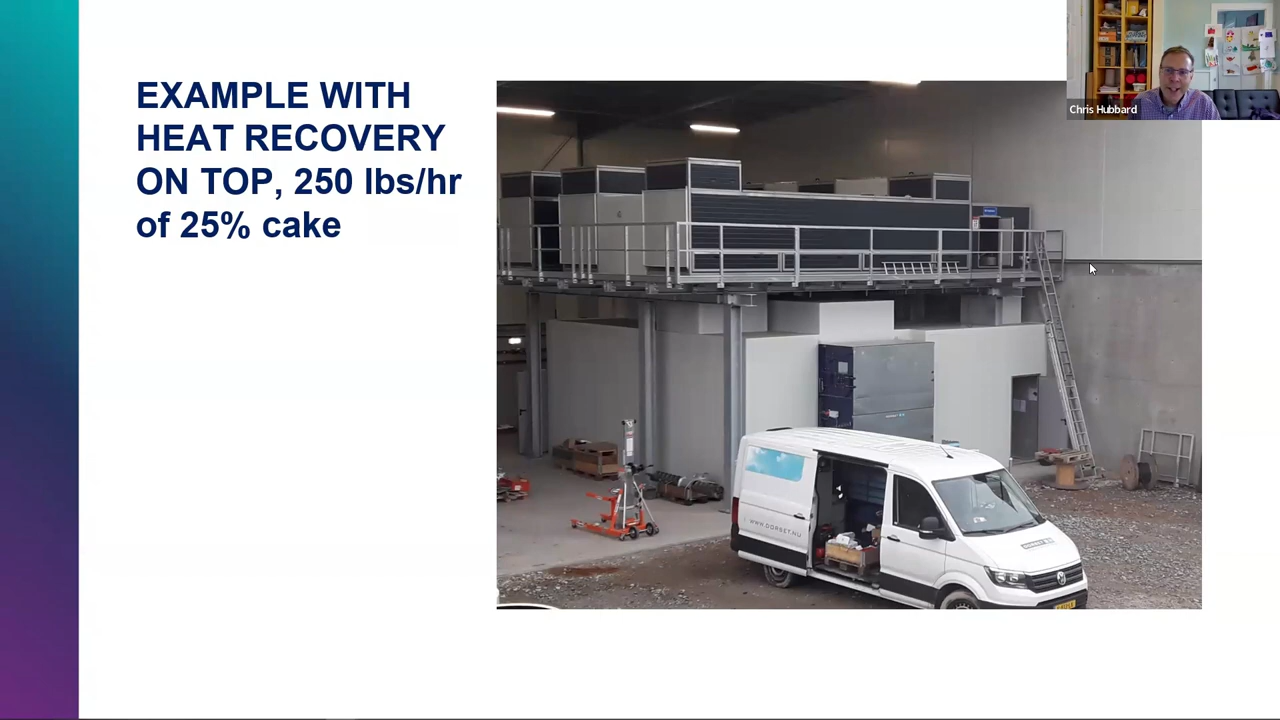 EXAMPLE WITH
HEAT RECOVERY
ON TOP, 250 lbs/hr
of 25% cake
Chris Hubbard
WWW.DORSET.NU